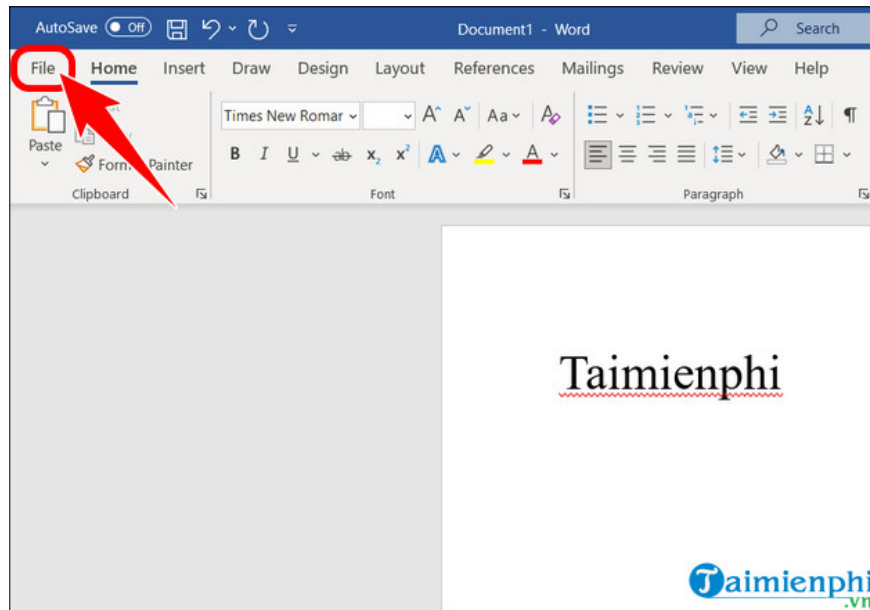 AutoSave Off Document1 - Word Search
File Home Insert Draw Design Layout References Mailings Review View Help
Times New Romar A A Aa A
Paste
Painter B I U ab x₂ x² A A
Clipboard Font Paragraph
Taimienphi
Taimienphi
.vn